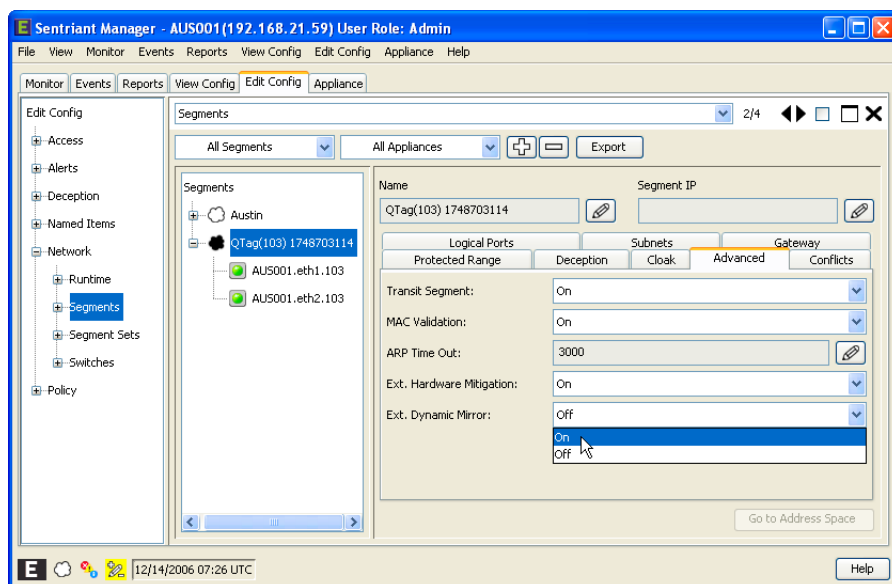 Sentriant Manager - AUS001(192.168.21.59) User Role: Admin
File View Monitor Events Reports View Config Edit Config Appliance Help
Monitor Events Reports View Config Edit Config Appliance
Edit Config
Access
Alerts
Deception
Named Items
Network
Runtime
Segments
Segment Sets
Switches
Policy
Segments 2/4
All Segments All Appliances Export
Segments
Austin
QTag(103) 1748703114
AUS001.eth1.103
AUS001.eth2.103
Name Segment IP
QTag(103) 1748703114
Logical Ports Subnets Gateway
Protected Range Deception Cloak Advanced Conflicts
Transit Segment: On
MAC Validation: On
ARP Time Out: 3000
Ext. Hardware Mitigation: On
Ext. Dynamic Mirror: Off
On
Off
Go to Address Space
E 12/14/2006 07:26 UTC Help